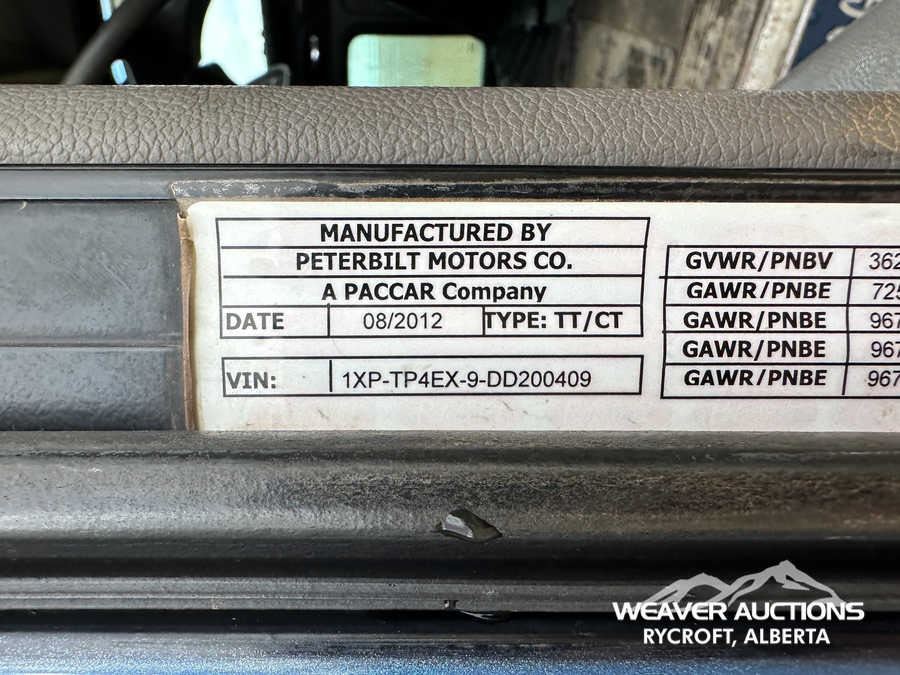 MANUFACTURED BY
PETERBILT MOTORS CO.
A PACCAR Company
DATE 08/2012 TYPE: TT/CT
VIN: 1XP-TP4EX-9-DD200409
GVWR/PNBV 362
GAWR/PNBE 725
GAWR/PNBE 967
GAWR/PNBE 967
GAWR/PNBE 967
WEAVER AUCTIONS
RYCROFT, ALBERTA